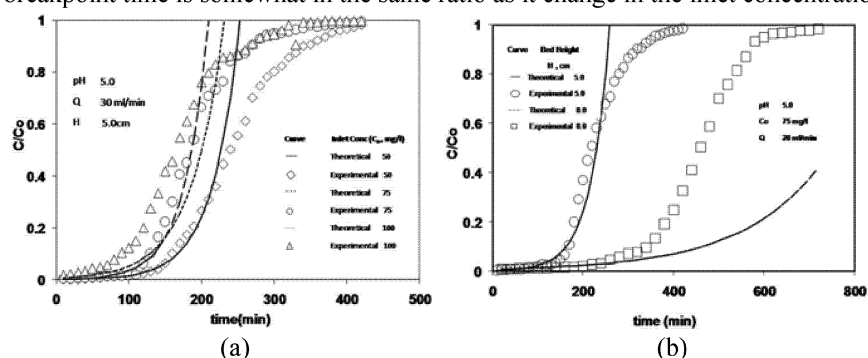 breakpoint time is somewhat in the same ratio as it change in the inlet concentratio
C/Co
1
0.8
0.6
0.4
0.2
0
0 100 200 300 400 500
time(min)
pH 5.0
Q 30 ml/min
H 5.0cm
Curve Inlet Conc (Co, mg/l)
Theoretical 50
Experimental 50
Theoretical 75
Experimental 75
Theoretical 100
Experimental 100
(a)
C/Co
1
0.8
0.6
0.4
0.2
0
0 200 400 600 800
time (min)
Curve Bed Height
H , cm
Theoretical 5.0
Experimental 5.0
Theoretical 8.0
Experimental 8.0
pH 5.0
Co 75 mg/l
Q 20 ml/min
(b)